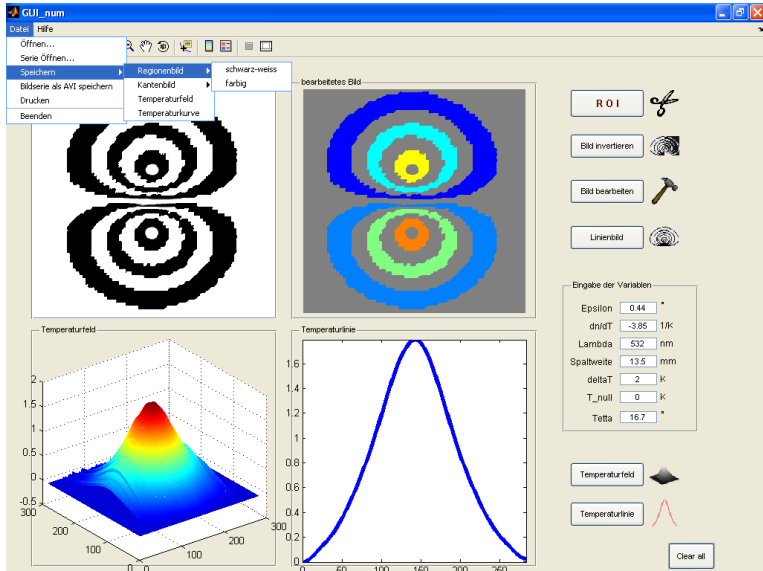 GUI_num
Datei Hilfe
Öffnen...
Serie Öffnen...
Speichern
Bildserie als AVI speichern
Drucken
Beenden
Regionenbild
Kantenbild
Temperaturfeld
Temperaturkurve
schwarz-weiss
farbig
bearbeitetes Bild
R O I
Bild invertieren
Bild bearbeiten
Linienbild
Eingabe der Variablen
Epsilon 0.44 "
dn/dT -3.85 1/K
Lambda 532 nm
Spaltweite 13.5 mm
deltaT 2 K
T_null 0 K
Tetta 16.7 "
Temperaturfeld
2
1.5
1
0.5
0
-0.5
300
200
100
0
0
100
200
300
Temperaturlinie
1.6
1.4
1.2
1
0.8
0.6
0.4
0.2
0
0 50 100 150 200 250
Temperaturfeld
Temperaturlinie
Clear all